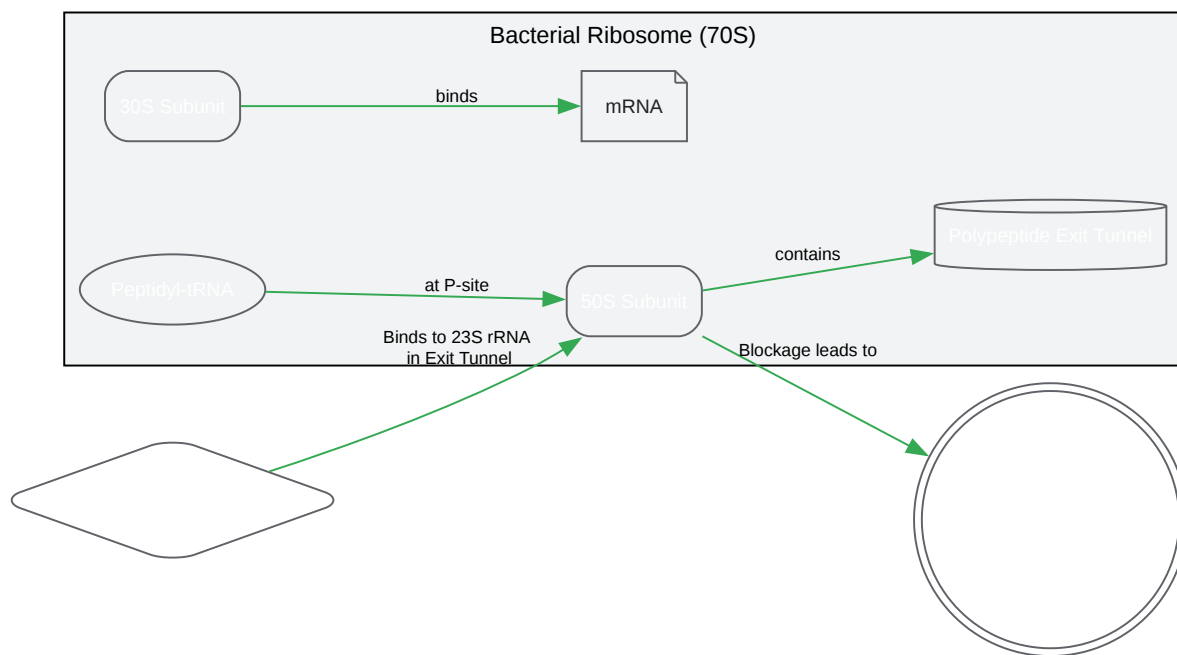 Bacterial Ribosome (70S)
30S Subunit
binds
mRNA
Polypeptide Exit Tunnel
contains
Peptidyl-tRNA
at P-site
50S Subunit
Binds to 23S rRNA
in Exit Tunnel
Blockage leads to